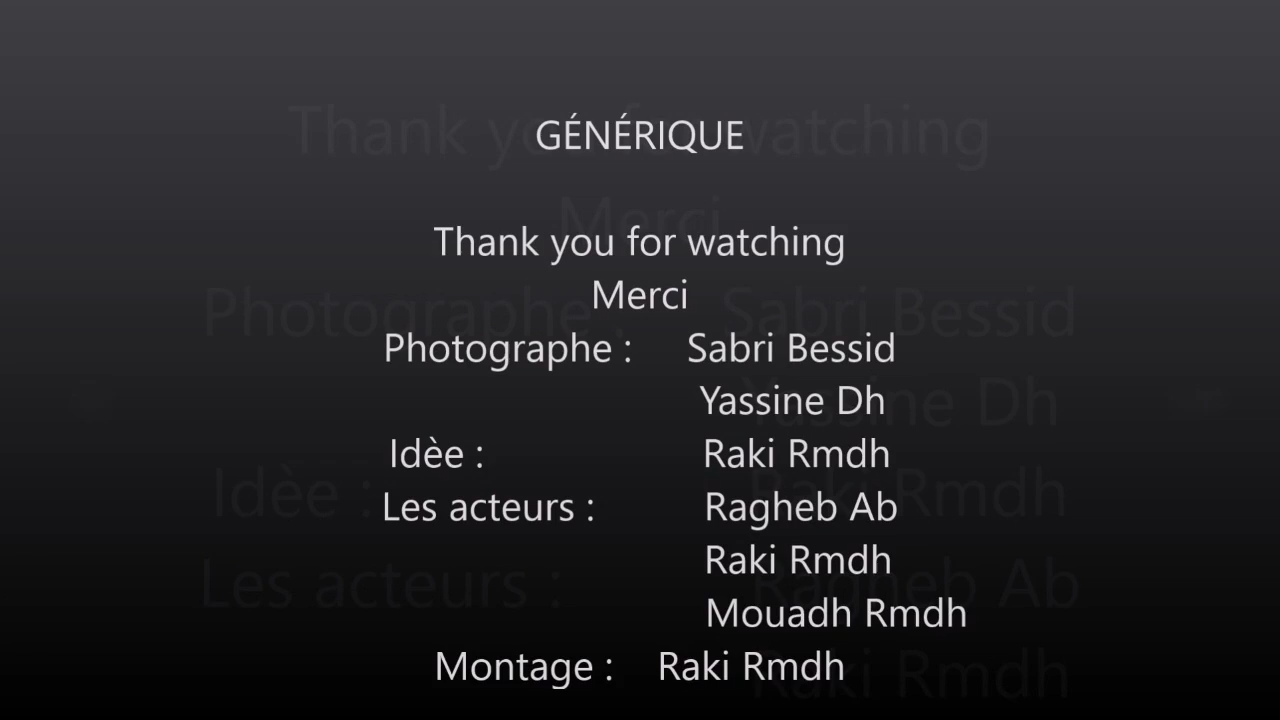 GÉNÉRIQUE
Thank you for watching
Merci
Photographe : Sabri Bessid
Yassine Dh
Idèe : Raki Rmdh
Les acteurs : Ragheb Ab
Raki Rmdh
Mouadh Rmdh
Montage : Raki Rmdh